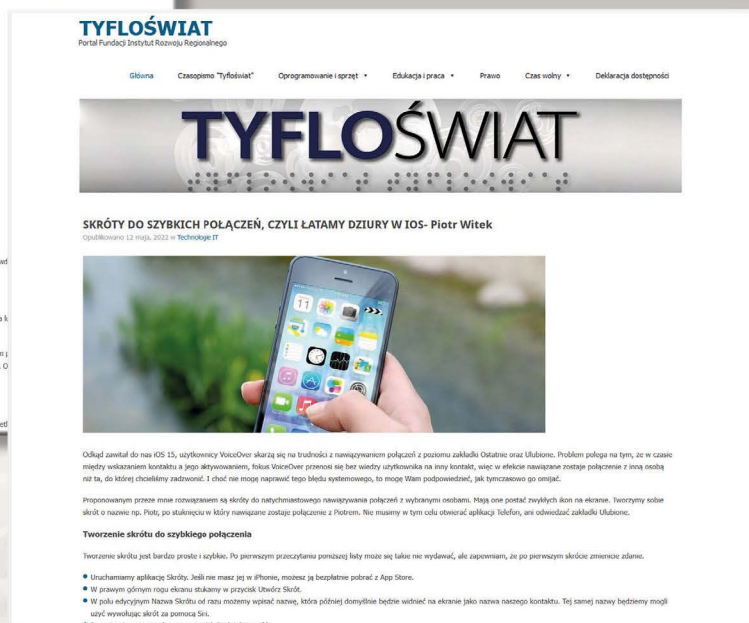 TYFLOŚWIAT
Portal Fundacji Instytut Rozwoju Regionalnego
Główna Czasopismo "Tyfloświat" Oprogramowanie i sprzęt Edukacja i praca Prawo Czas wolny Deklaracja dostępności
TYFLOŚWIAT
SKRÓTY DO SZYBKICH POŁĄCZEŃ, CZYLI ŁATAMY DZIURY W IOS- Piotr Witek
Opublikowano 12 maja, 2022 w Technologie IT
Odkąd zawitał do nas iOS 15, użytkownicy VoiceOver skarżą się na trudności z nawiązywaniem połączeń z poziomu zakładki Ostatnie oraz Ulubione. Problem polega na tym, że w czasie
między wskazaniem kontaktu a jego aktywowaniem, fokus VoiceOver przenosi się bez wiedzy użytkownika na inny kontakt, więc w efekcie nawiązane zostaje połączenie z inną osobą
niż ta, do której chcieliśmy zadzwonić. I choć nie mogę naprawić tego błędu systemowego, to mogę Wam podpowiedzieć, jak tymczasowo go omijać.
Proponowanym przeze mnie rozwiązaniem są skróty do natychmiastowego nawiązywania połączeń z wybranymi osobami. Mają one postać zwykłych ikon na ekranie. Tworzymy sobie
skrót o nazwie np. Piotr, po stuknięciu w który nawiązane zostaje połączenie z Piotrem. Nie musimy w tym celu otwierać aplikacji Telefon, ani odwiedzać zakładki Ulubione.
Tworzenie skrótu do szybkiego połączenia
Tworzenie skrótu jest bardzo proste i szybkie. Po pierwszym przeczytaniu poniższej listy może się takie nie wydawać, ale zapewniam, że po pierwszym skrócie zmienicie zdanie.
Uruchamiamy aplikację Skróty. Jeśli nie masz jej w iPhonie, możesz ją bezpłatnie pobrać z App Store.
W prawym górnym rogu ekranu stukamy w przycisk Utwórz Skrót.
W polu edycyjnym Nazwa Skrótu od razu możemy wpisać nazwę, która później domyślnie będzie widnieć na ekranie jako nazwa naszego kontaktu. Tej samej nazwy będziemy mogli
użyć wywołując skrót za pomocą Siri.